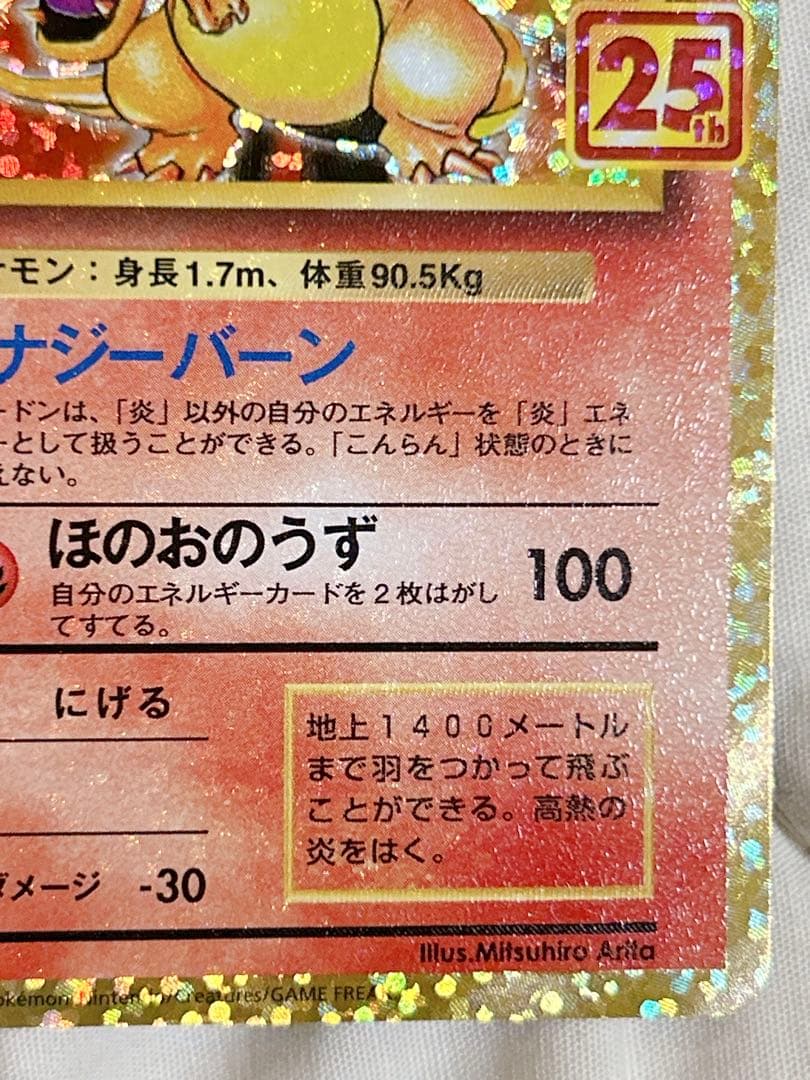 25th
ケモン：身長1.7m、体重90.5Kg
ナジーバーン
ードンは、「炎」以外の自分のエネルギーを「炎」エネ
ーとして扱うことができる。「こんらん」状態のときに
えない。
ほのおのうず 100
自分のエネルギーカードを２枚はがし
てすてる。
にげる
地上１４００メートル
まで羽をつかって飛ぶ
ことができる。高熱の
炎をはく。
ダメージ -30
Illus.Mitsuhiro Arita
Pokémon/Nintendo/Creatures/GAME FREAK